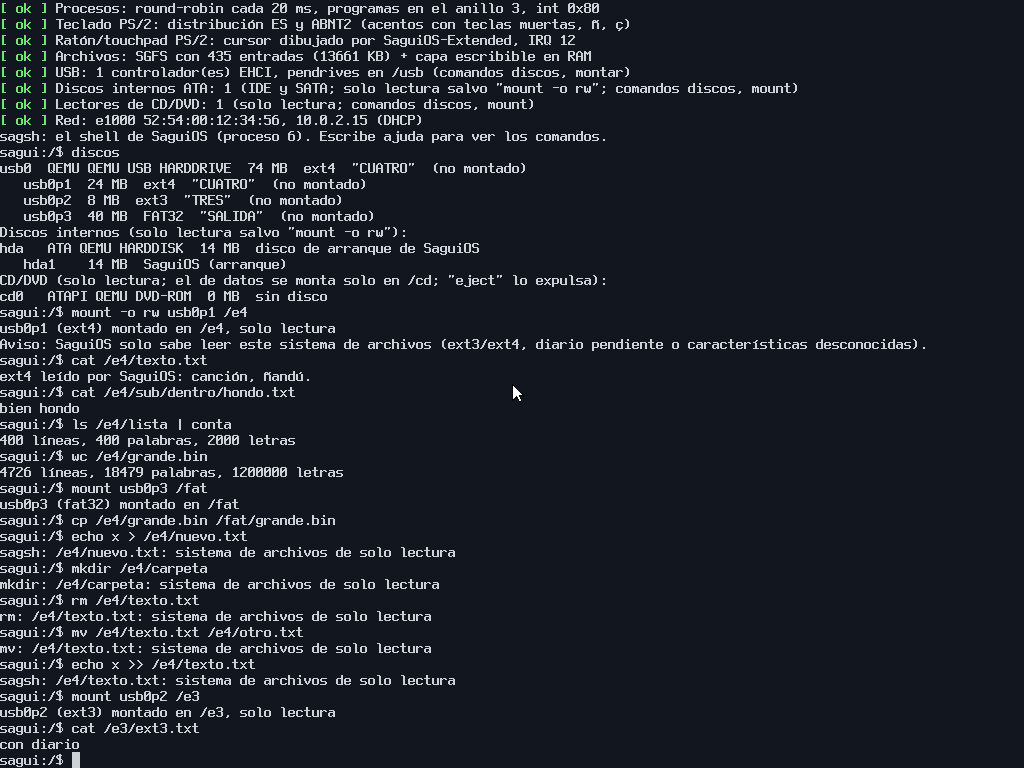 [ ok ] Procesos: round-robin cada 20 ms, programas en el anillo 3, int 0x80
[ ok ] Teclado PS/2: distribución ES y ABNT2 (acentos con teclas muertas, ñ, ç)
[ ok ] Ratón/touchpad PS/2: cursor dibujado por SaguiOS-Extended, IRQ 12
[ ok ] Archivos: SGFS con 435 entradas (13661 KB) + capa escribible en RAM
[ ok ] USB: 1 controlador(es) EHCI, pendrives en /usb (comandos discos, montar)
[ ok ] Discos internos ATA: 1 (IDE y SATA; solo lectura salvo "mount -o rw"; comandos discos, mount)
[ ok ] Lectores de CD/DVD: 1 (solo lectura; comandos discos, mount)
[ ok ] Red: e1000 52:54:00:12:34:56, 10.0.2.15 (DHCP)
sagsh: el shell de SaguiOS (proceso 6). Escribe ajuda para ver los comandos.
sagui:/$ discos
usb0  QEMU QEMU USB HARDDRIVE  74 MB  ext4  "CUATRO"  (no montado)
   usb0p1  24 MB  ext4  "CUATRO"  (no montado)
   usb0p2  8 MB  ext3  "TRES"  (no montado)
   usb0p3  40 MB  FAT32  "SALIDA"  (no montado)
Discos internos (solo lectura salvo "mount -o rw"):
hda   ATA QEMU HARDDISK  14 MB  disco de arranque de SaguiOS
   hda1    14 MB  SaguiOS (arranque)
CD/DVD (solo lectura; el de datos se monta solo en /cd; "eject" lo expulsa):
cd0   ATAPI QEMU DVD-ROM  0 MB  sin disco
sagui:/$ mount -o rw usb0p1 /e4
usb0p1 (ext4) montado en /e4, solo lectura
Aviso: SaguiOS solo sabe leer este sistema de archivos (ext3/ext4, diario pendiente o características desconocidas).
sagui:/$ cat /e4/texto.txt
ext4 leído por SaguiOS: canción, ñandú.
sagui:/$ cat /e4/sub/dentro/hondo.txt
bien hondo
sagui:/$ ls /e4/lista | conta
400 líneas, 400 palabras, 2000 letras
sagui:/$ wc /e4/grande.bin
4726 líneas, 18479 palabras, 1200000 letras
sagui:/$ mount usb0p3 /fat
usb0p3 (fat32) montado en /fat
sagui:/$ cp /e4/grande.bin /fat/grande.bin
sagui:/$ echo x > /e4/nuevo.txt
sagsh: /e4/nuevo.txt: sistema de archivos de solo lectura
sagui:/$ mkdir /e4/carpeta
mkdir: /e4/carpeta: sistema de archivos de solo lectura
sagui:/$ rm /e4/texto.txt
rm: /e4/texto.txt: sistema de archivos de solo lectura
sagui:/$ mv /e4/texto.txt /e4/otro.txt
mv: /e4/texto.txt: sistema de archivos de solo lectura
sagui:/$ echo x >> /e4/texto.txt
sagsh: /e4/texto.txt: sistema de archivos de solo lectura
sagui:/$ mount usb0p2 /e3
usb0p2 (ext3) montado en /e3, solo lectura
sagui:/$ cat /e3/ext3.txt
con diario
sagui:/$